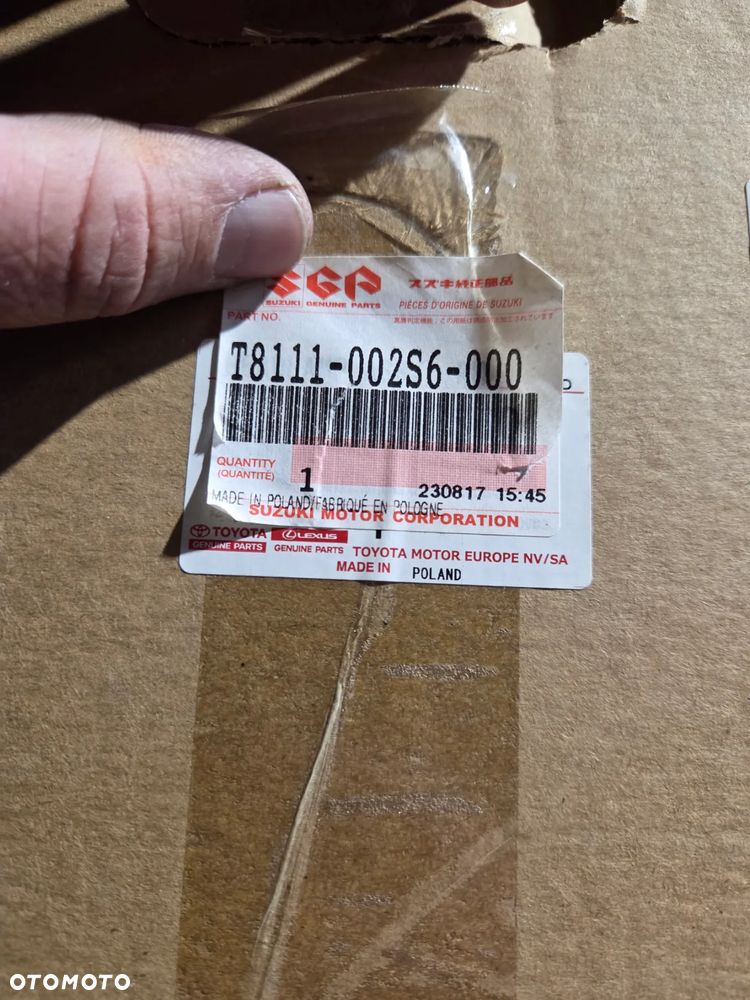 SGP
スズキ純正部品
SUZUKI GENUINE PARTS
PIÈCES D'ORIGINE DE SUZUKI
PART NO.
T8111-002S6-000
D
QUANTITY
(QUANTITÉ)
1
230817 15:45
MADE IN POLAND/FABRIQUÉ EN POLOGNE
SUZUKI MOTOR CORPORATION
TOYOTA
GENUINE PARTS
LEXUS
GENUINE PARTS
TOYOTA MOTOR EUROPE NV/SA
MADE IN POLAND
OTOMOTO